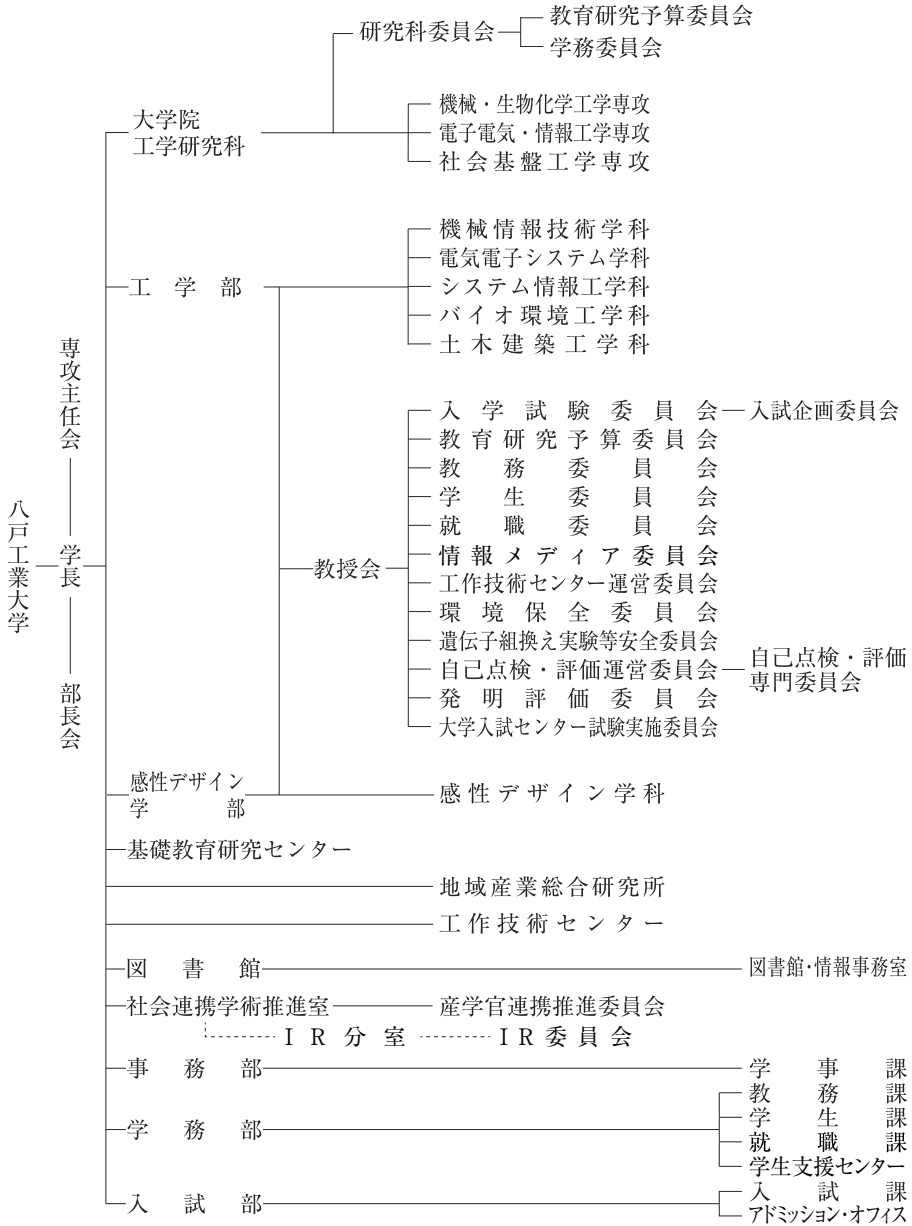 八戸工業大学
専攻主任会
学長
部長会
大学院
工学研究科
研究科委員会
教育研究予算委員会
学務委員会
機械・生物化学工学専攻
電子電気・情報工学専攻
社会基盤工学専攻
工学部
機械情報技術学科
電気電子システム学科
システム情報工学科
バイオ環境工学科
土木建築工学科
教授会
入学試験委員会
入試企画委員会
教育研究予算委員会
教務委員会
学生委員会
就職委員会
情報メディア委員会
工作技術センター運営委員会
環境保全委員会
遺伝子組換え実験等安全委員会
自己点検・評価運営委員会
自己点検・評価
専門委員会
発明評価委員会
大学入試センター試験実施委員会
感性デザイン
学部
感性デザイン学科
基礎教育研究センター
地域産業総合研究所
工作技術センター
図書館
図書館・情報事務室
社会連携学術推進室
産学官連携推進委員会
IR分室
IR委員会
事務部
学事課
学務部
教務課
学生課
就職課
学生支援センター
入試部
入試課
アドミッション・オフィス